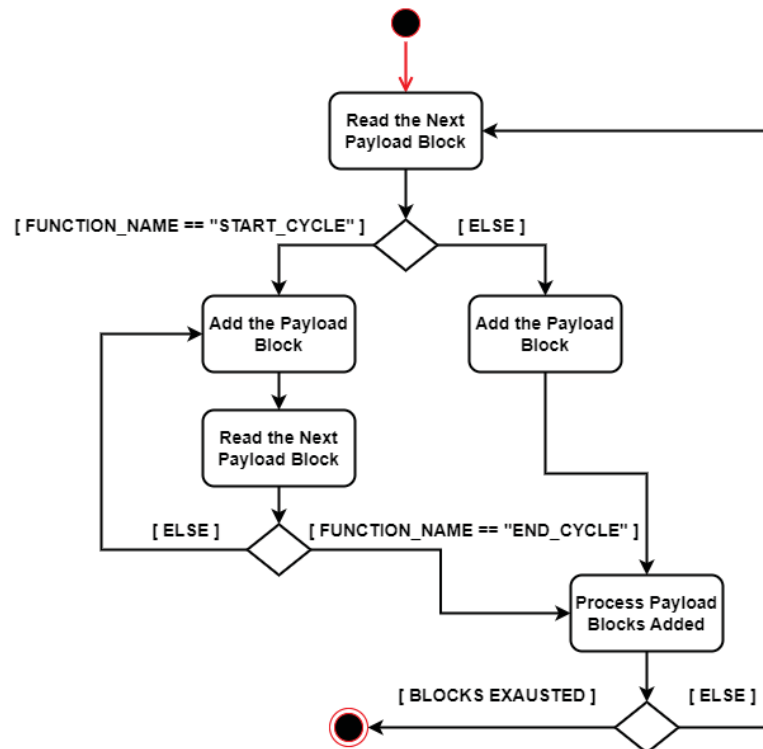 Read the Next
Payload Block
[ FUNCTION_NAME == "START_CYCLE" ]
[ ELSE ]
Add the Payload
Block
Add the Payload
Block
Read the Next
Payload Block
[ ELSE ]
[ FUNCTION_NAME == "END_CYCLE" ]
Process Payload
Blocks Added
[ BLOCKS EXAUSTED ]
[ ELSE ]